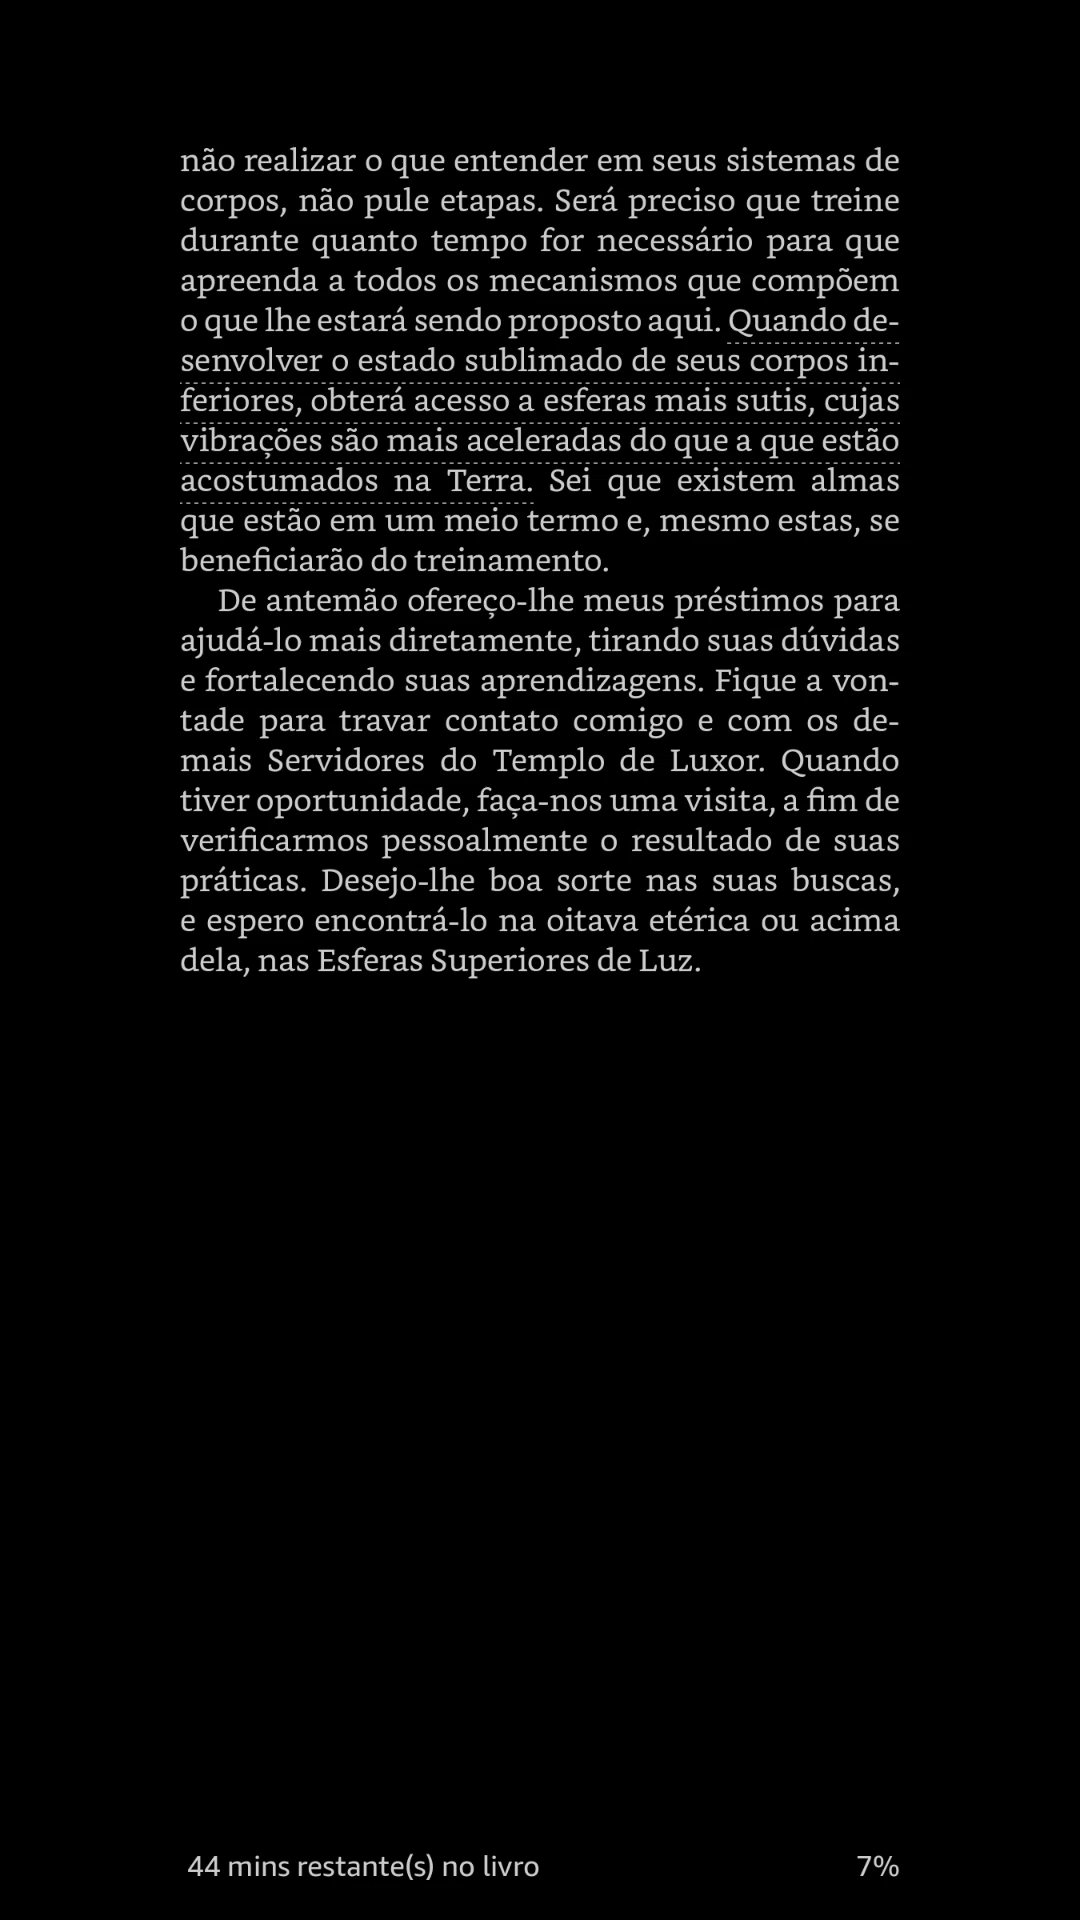 não realizar o que entender em seus sistemas de
corpos, não pule etapas. Será preciso que treine
durante quanto tempo for necessário para que
apreenda a todos os mecanismos que compõem
o que lhe estará sendo proposto aqui. Quando de-
senvolver o estado sublimado de seus corpos in-
feriores, obterá acesso a esferas mais sutis, cujas
vibrações são mais aceleradas do que a que estão
acostumados na Terra. Sei que existem almas
que estão em um meio termo e, mesmo estas, se
beneficiarão do treinamento.
De antemão ofereço-lhe meus préstimos para
ajudá-lo mais diretamente, tirando suas dúvidas
e fortalecendo suas aprendizagens. Fique a von-
tade para travar contato comigo e com os de-
mais Servidores do Templo de Luxor. Quando
tiver oportunidade, faça-nos uma visita, a fim de
verificarmos pessoalmente o resultado de suas
práticas. Desejo-lhe boa sorte nas suas buscas,
e espero encontrá-lo na oitava etérica ou acima
dela, nas Esferas Superiores de Luz.
44 mins restante(s) no livro 7%